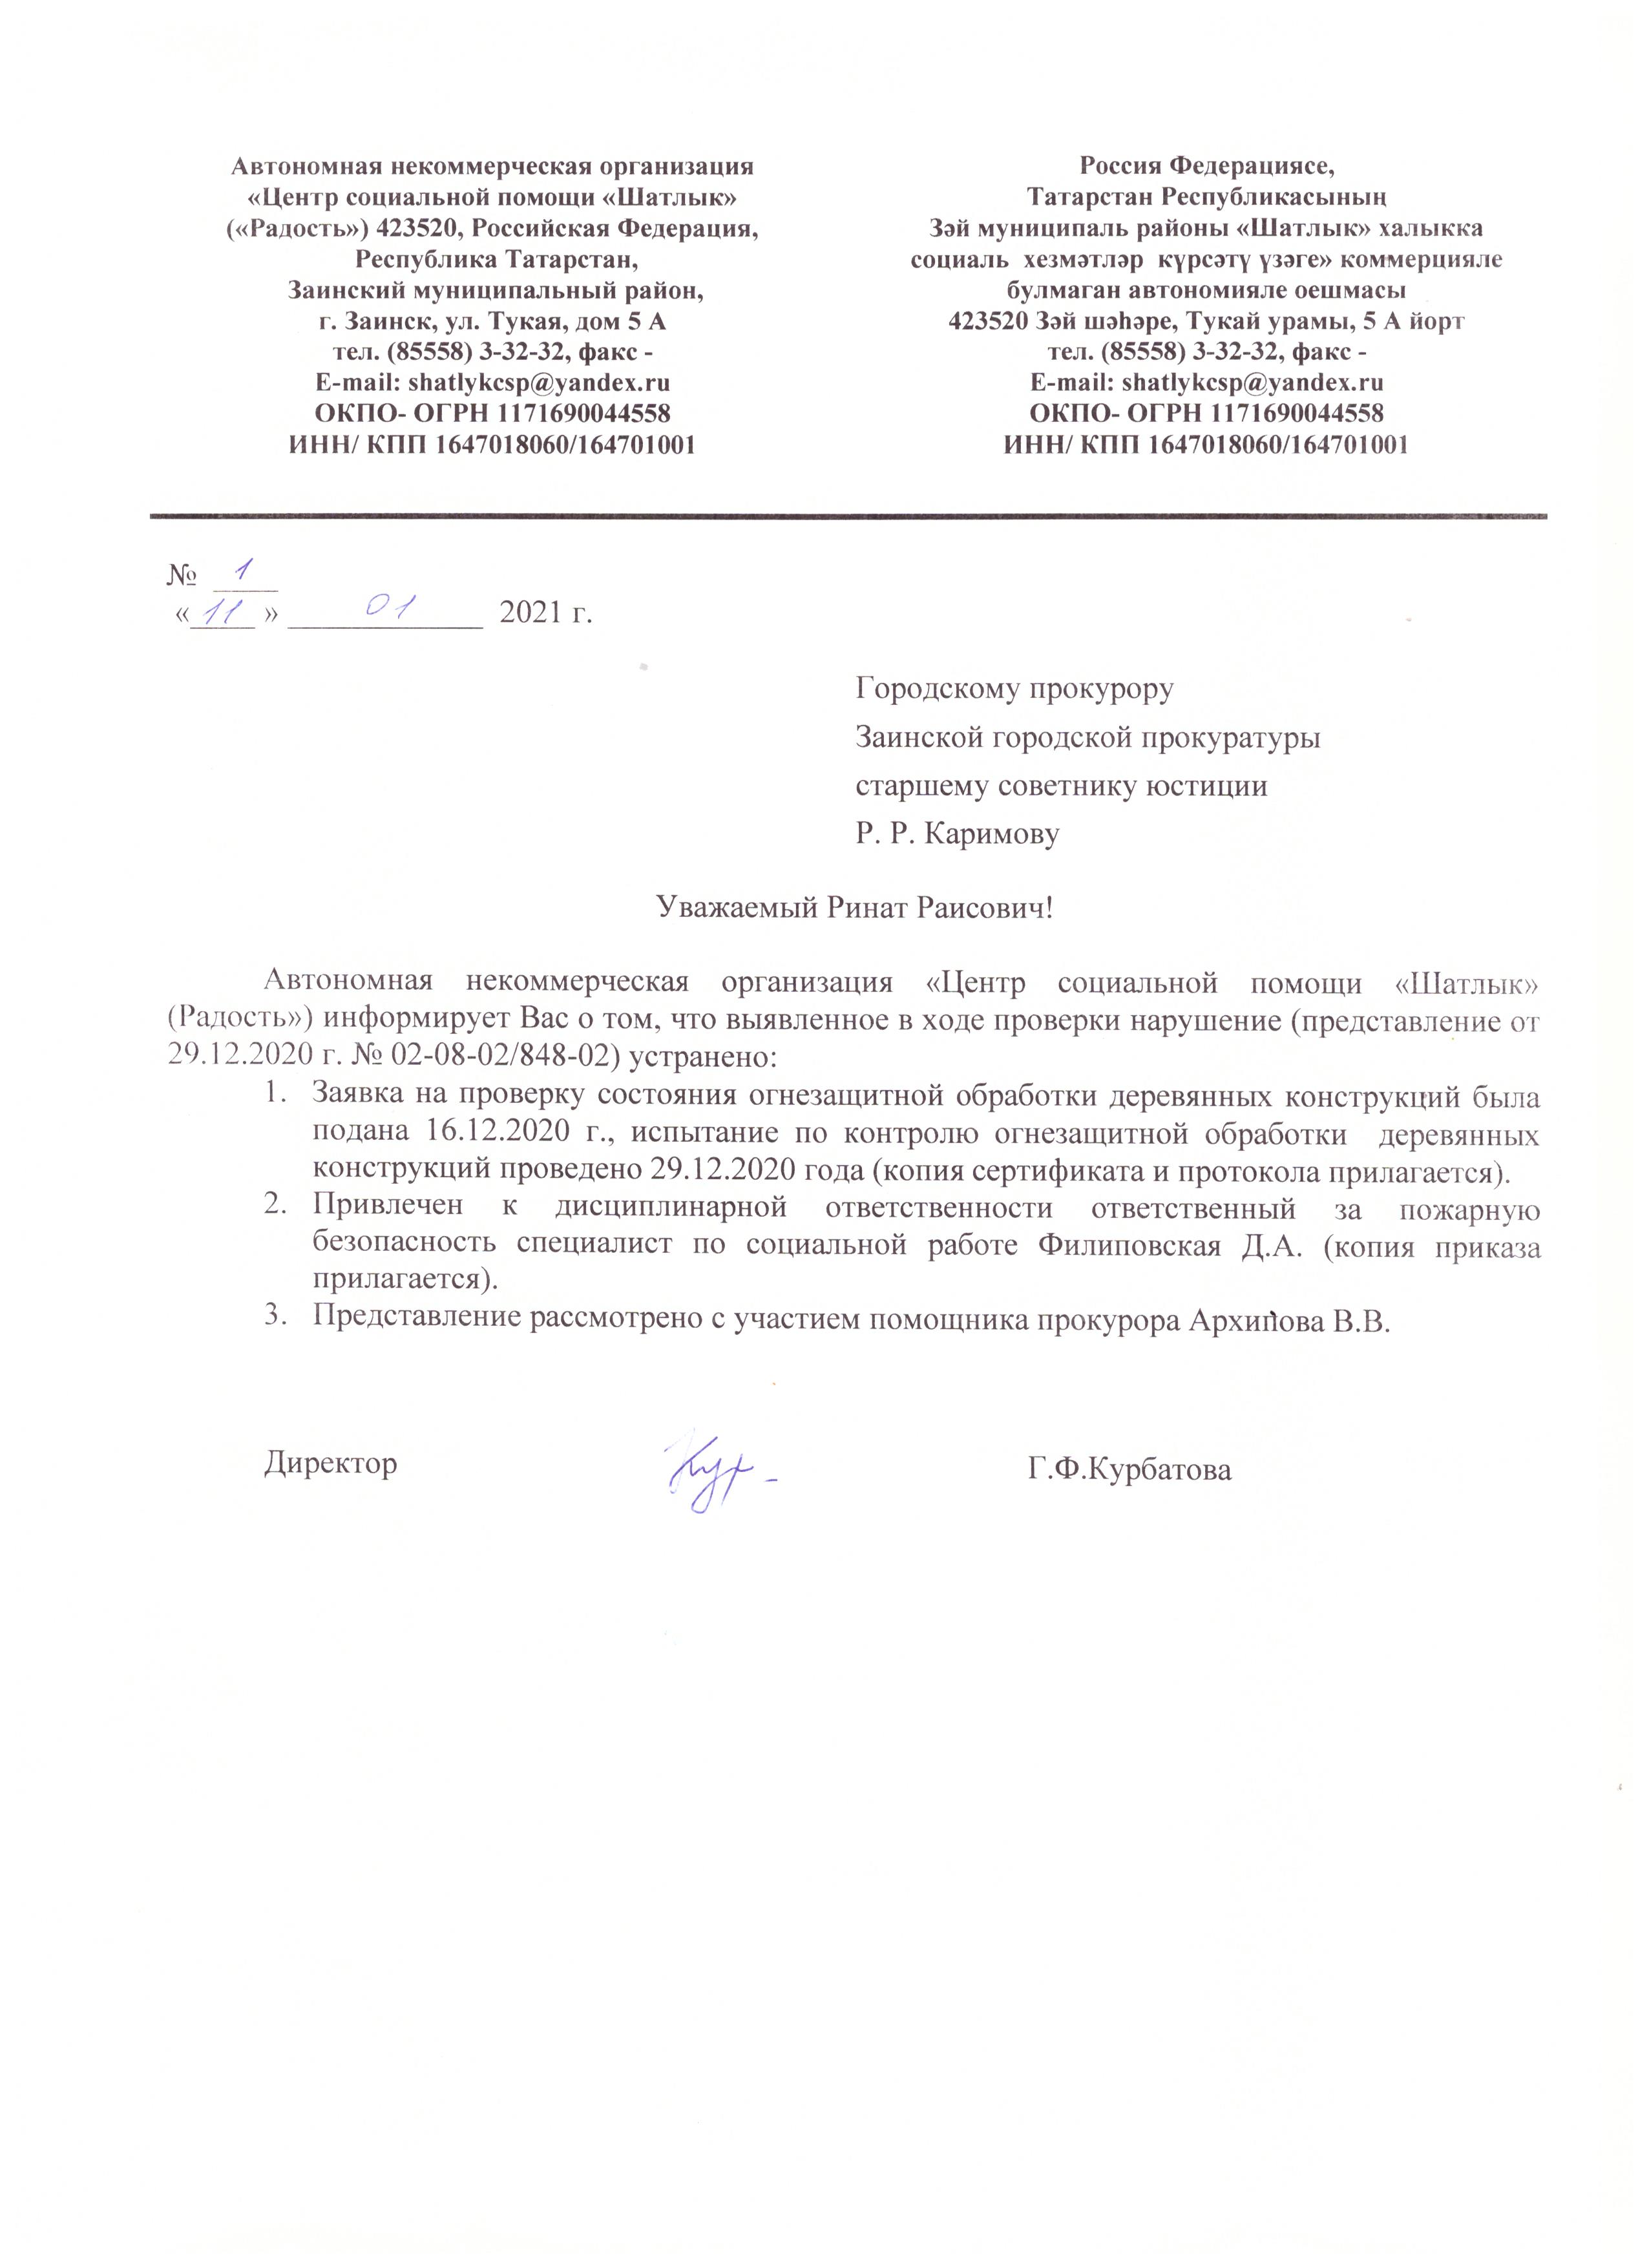 Автономная некоммерческая организация
«Центр социальной помощи «Шатлык»
(«Радость») 423520, Российская Федерация,
Республика Татарстан,
Заинский муниципальный район,
г. Заинск, ул. Тукая, дом 5 А
тел. (85558) 3-32-32, факс -
E-mail: shatlykcsp@yandex.ru
ОКПО- ОГРН 1171690044558
ИНН/ КПП 1647018060/164701001
Россия Федерациясе,
Татарстан Республикасының
Зәй муниципаль районы «Шатлык» халыкка
социаль хезмәтләр күрсәтү үзәге» коммерцияле
булмаган автономияле оешмасы
423520 Зәй шәһәре, Тукай урамы, 5 А йорт
тел. (85558) 3-32-32, факс -
E-mail: shatlykcsp@yandex.ru
ОКПО- ОГРН 1171690044558
ИНН/ КПП 1647018060/164701001
№ 1
«11» 01 2021 г.
Городскому прокурору
Заинской городской прокуратуры
старшему советнику юстиции
Р. Р. Каримову
Уважаемый Ринат Раисович!
Автономная некоммерческая организация «Центр социальной помощи «Шатлык»
(Радость») информирует Вас о том, что выявленное в ходе проверки нарушение (представление от
29.12.2020 г. № 02-08-02/848-02) устранено:
1. Заявка на проверку состояния огнезащитной обработки деревянных конструкций была
подана 16.12.2020 г., испытание по контролю огнезащитной обработки деревянных
конструкций проведено 29.12.2020 года (копия сертификата и протокола прилагается).
2. Привлечен к дисциплинарной ответственности ответственный за пожарную
безопасность специалист по социальной работе Филиповская Д.А. (копия приказа
прилагается).
3. Представление рассмотрено с участием помощника прокурора Архипова В.В.
Директор
Г.Ф.Курбатова